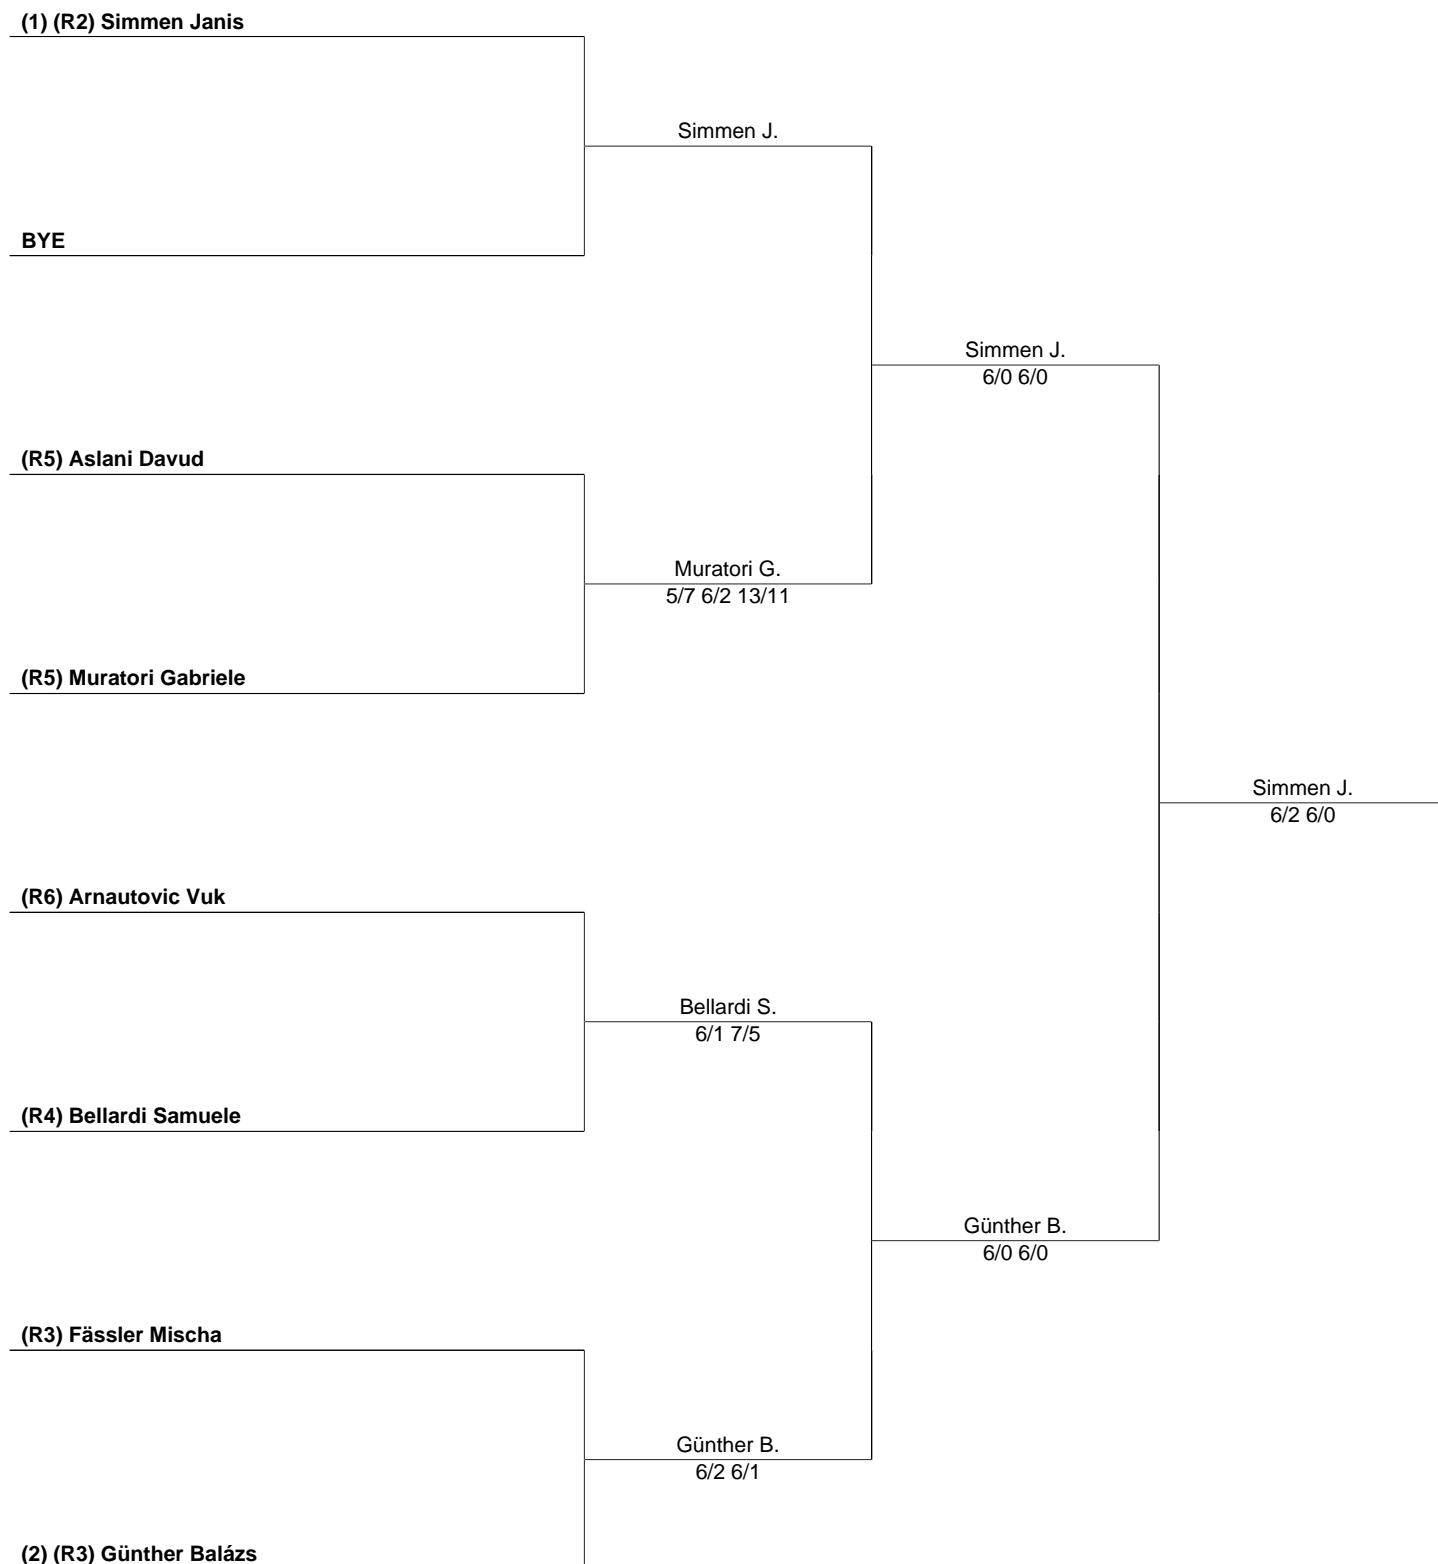 (1) (R2) Simmen Janis
Simmen J.
BYE
Simmen J.
6/0 6/0
(R5) Aslani Davud
Muratori G.
5/7 6/2 13/11
(R5) Muratori Gabriele
Simmen J.
6/2 6/0
(R6) Arnautovic Vuk
Bellardi S.
6/1 7/5
(R4) Bellardi Samuele
Günther B.
6/0 6/0
(R3) Fässler Mischa
Günther B.
6/2 6/1
(2) (R3) Günther Balázs